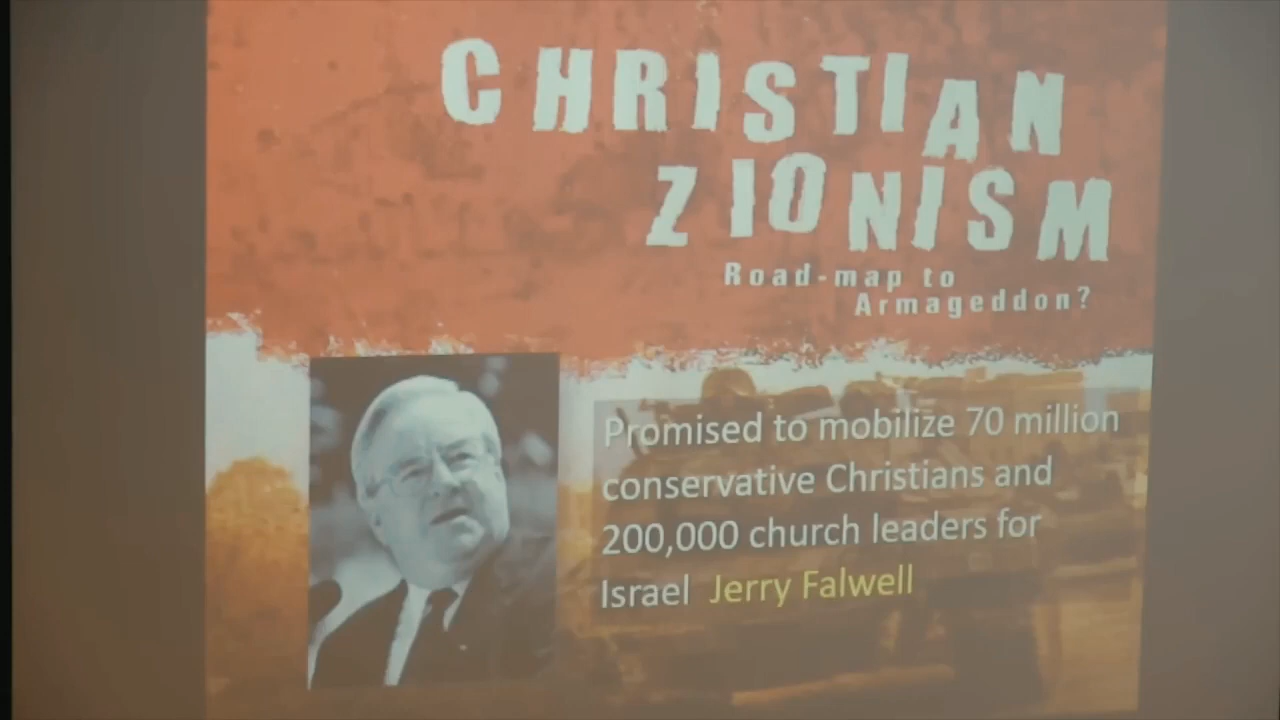 CHRISTIAN
ZIONISM
Road-map to
Armageddon?
Promised to mobilize 70 million
conservative Christians and
200,000 church leaders for
Israel Jerry Falwell